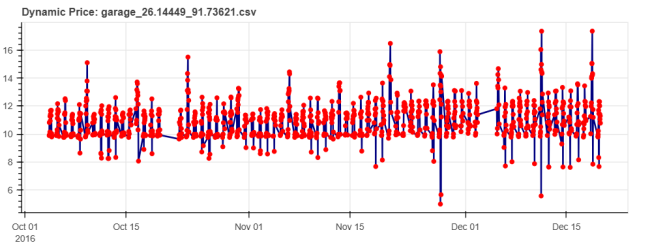 Dynamic Price: garage_26.14449_91.73621.csv
16
14
12
10
8
6
Oct 01
2016
Oct 15
Nov 01
Nov 15
Dec 01
Dec 15